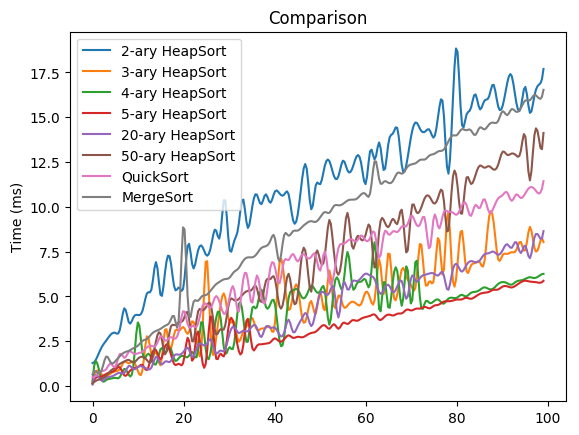 Comparison
Time (ms)
17.5
15.0
12.5
10.0
7.5
5.0
2.5
0.0
2-ary HeapSort
3-ary HeapSort
4-ary HeapSort
5-ary HeapSort
20-ary HeapSort
50-ary HeapSort
QuickSort
MergeSort
0 20 40 60 80 100